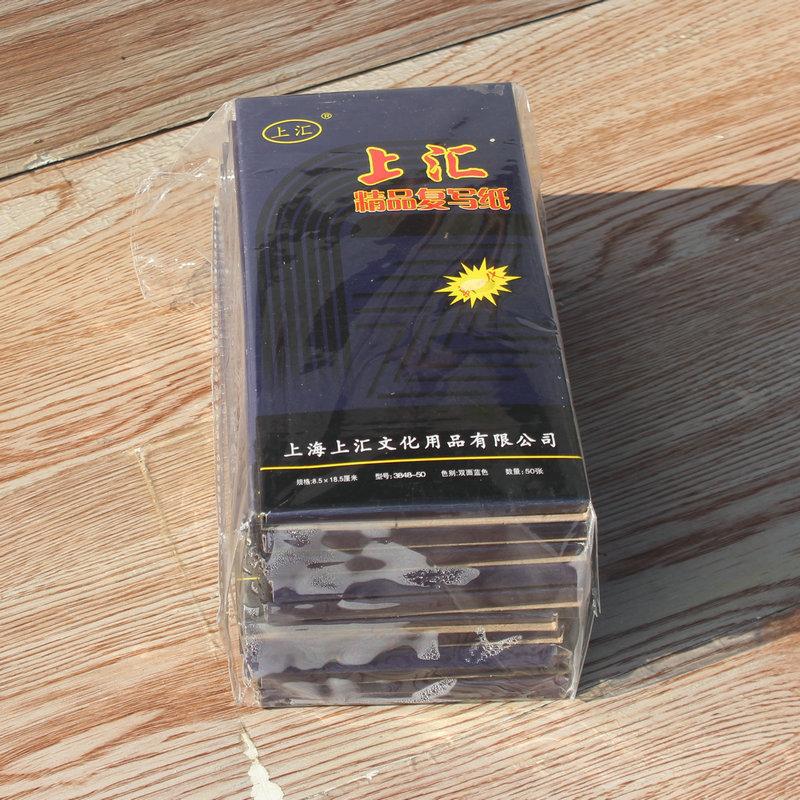 上汇®
上汇
精品复写纸
上海上汇文化用品有限公司
规格:8.5×18.5厘米 型号:3848-50 色别:双面蓝色 数量:50张